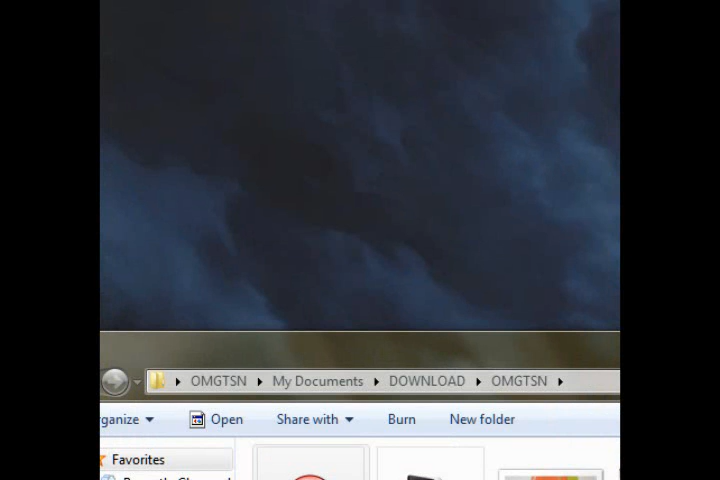 OMGTSN My Documents DOWNLOAD OMGTSN
rganize Open Share with Burn New folder
Favorites